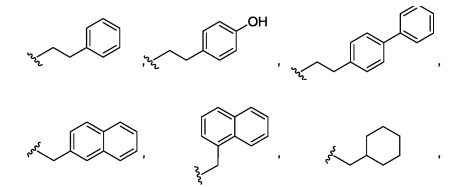 OH
, , ,
, , ,